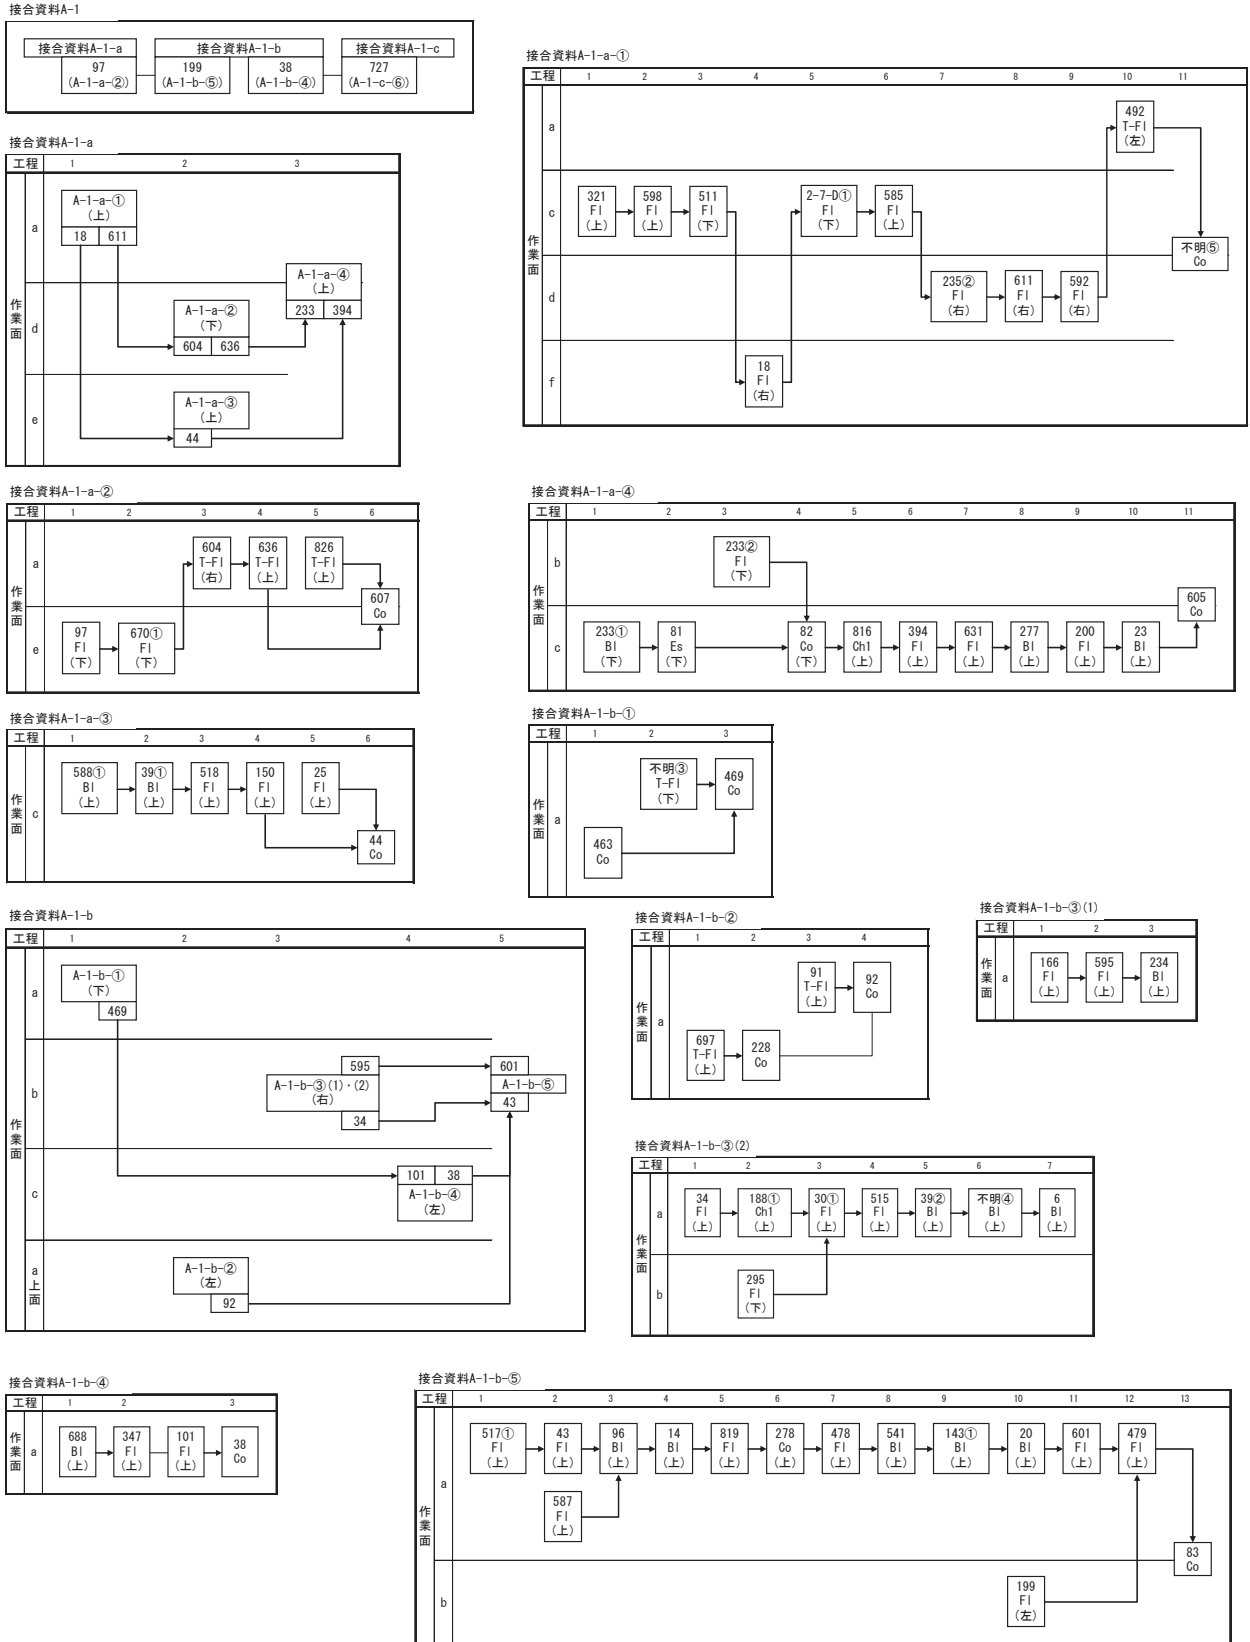 接合資料A-1
接合資料A-1-a 接合資料A-1-b 接合資料A-1-c
97 199 38 727
(A-1-a-②) (A-1-b-⑤) (A-1-b-④) (A-1-c-⑥)
接合資料A-1-a-①
工程 1 2 3 4 5 6 7 8 9 10 11
作業面
a
492
T-Fl
(左)
c
321 598 511 2-7-D① 585
Fl Fl Fl Fl Fl
(上) (上) (下) (下) (上)
不明⑤
Co
d
235② 611 592
Fl Fl Fl
(右) (右) (右)
f
18
Fl
(右)
接合資料A-1-a
工程 1 2 3
作業面
a
A-1-a-①
(上)
18 611
d
A-1-a-④
(上)
233 394
A-1-a-②
(下)
604 636
e
A-1-a-③
(上)
44
接合資料A-1-a-②
工程 1 2 3 4 5 6
作業面
a
604 636 826
T-Fl T-Fl T-Fl
(右) (上) (上)
607
Co
e
97 670①
Fl Fl
(下) (下)
接合資料A-1-a-④
工程 1 2 3 4 5 6 7 8 9 10 11
作業面
b
233②
Fl
(下)
605
Co
c
233① 81 82 816 394 631 277 200 23
Bl Es Co Ch1 Fl Fl Bl Fl Bl
(下) (下) (下) (上) (上) (上) (上) (上) (上)
接合資料A-1-a-③
工程 1 2 3 4 5 6
作業面
c
588① 39① 518 150 25
Bl Bl Fl Fl Fl
(上) (上) (上) (上) (上)
44
Co
接合資料A-1-b-①
工程 1 2 3
作業面
a
不明③ 469
T-Fl Co
(下)
463
Co
接合資料A-1-b
工程 1 2 3 4 5
作業面
a
A-1-b-①
(下)
469
b
595 601
A-1-b-③(1)・(2) A-1-b-⑤
(右)
34 43
c
101 38
A-1-b-④
(左)
a上面
A-1-b-②
(左)
92
接合資料A-1-b-②
工程 1 2 3 4
作業面
a
91 92
T-Fl Co
(上)
697 228
T-Fl Co
(上)
接合資料A-1-b-③(1)
工程 1 2 3
作業面
a
166 595 234
Fl Fl Bl
(上) (上) (上)
接合資料A-1-b-③(2)
工程 1 2 3 4 5 6 7
作業面
a
34 188① 30① 515 39② 不明④ 6
Fl Ch1 Fl Fl Bl Bl Bl
(上) (上) (上) (上) (上) (上) (上)
b
295
Fl
(下)
接合資料A-1-b-④
工程 1 2 3
作業面
a
688 347 101 38
Bl Fl Fl Co
(上) (上) (上)
接合資料A-1-b-⑤
工程 1 2 3 4 5 6 7 8 9 10 11 12 13
作業面
a
517① 43 96 14 819 278 478 541 143① 20 601 479
Fl Fl Bl Bl Fl Co Fl Bl Bl Bl Fl Fl
(上) (上) (上) (上) (上) (上) (上) (上) (上) (上) (上) (上)
587
Fl
(上)
83
Co
b
199
Fl
(左)